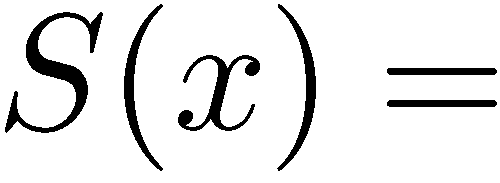 S(x) =